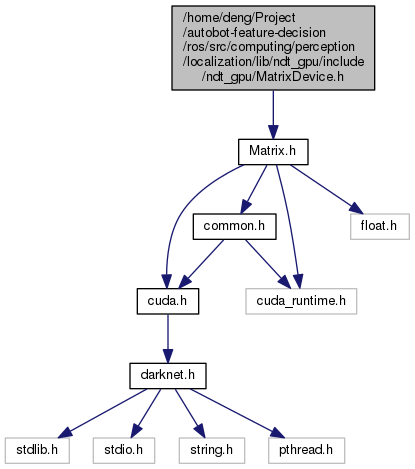 /home/deng/Project
/autobot-feature-decision
/ros/src/computing/perception
/localization/lib/ndt_gpu/include
/ndt_gpu/MatrixDevice.h
Matrix.h
common.h
float.h
cuda.h
cuda_runtime.h
darknet.h
stdlib.h
stdio.h
string.h
pthread.h